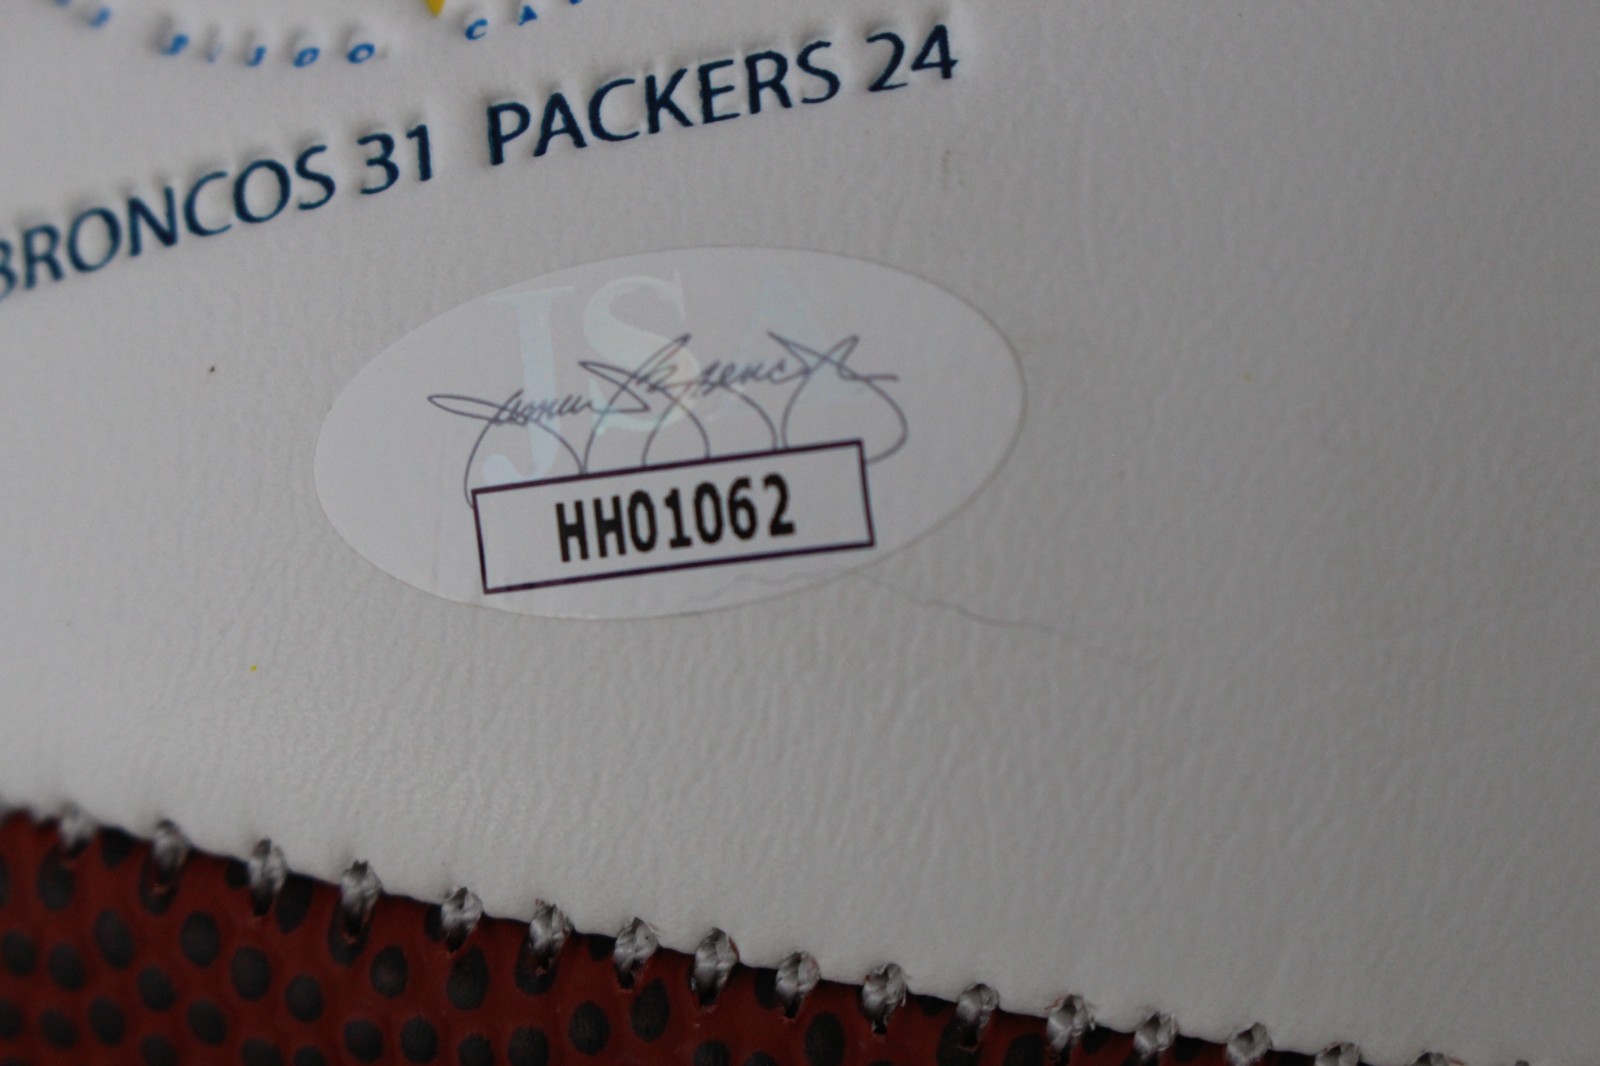 BRONCOS 31 PACKERS 24
JSA
HH01062